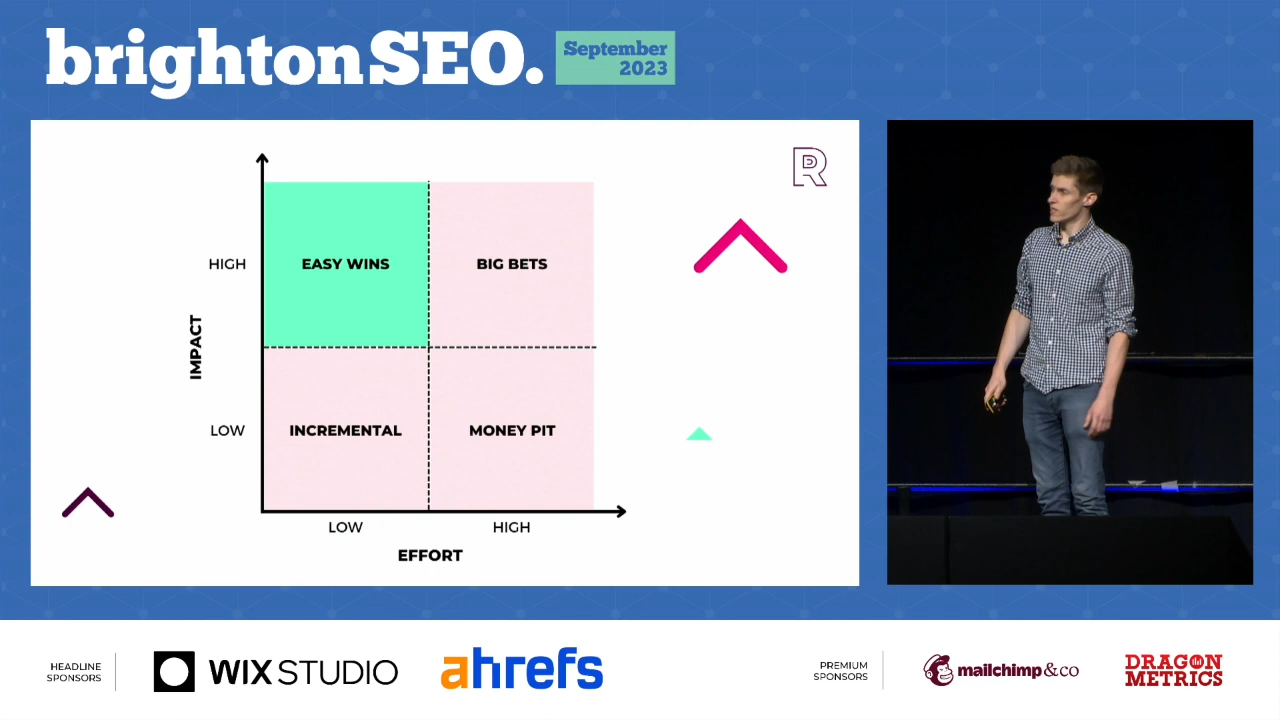 brightonSEO.
September
2023
R
HIGH
EASY WINS
BIG BETS
IMPACT
LOW
INCREMENTAL
MONEY PIT
LOW
HIGH
EFFORT
HEADLINE
SPONSORS
WIX STUDIO
ahrefs
PREMIUM
SPONSORS
mailchimp&co
DRAGON
METRICS